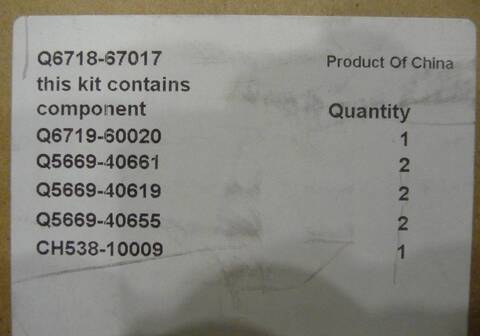 Q6718-67017 Product Of China
this kit contains
component Quantity
Q6719-60020 1
Q5669-40661 2
Q5669-40619 2
Q5669-40655 2
CH538-10009 1